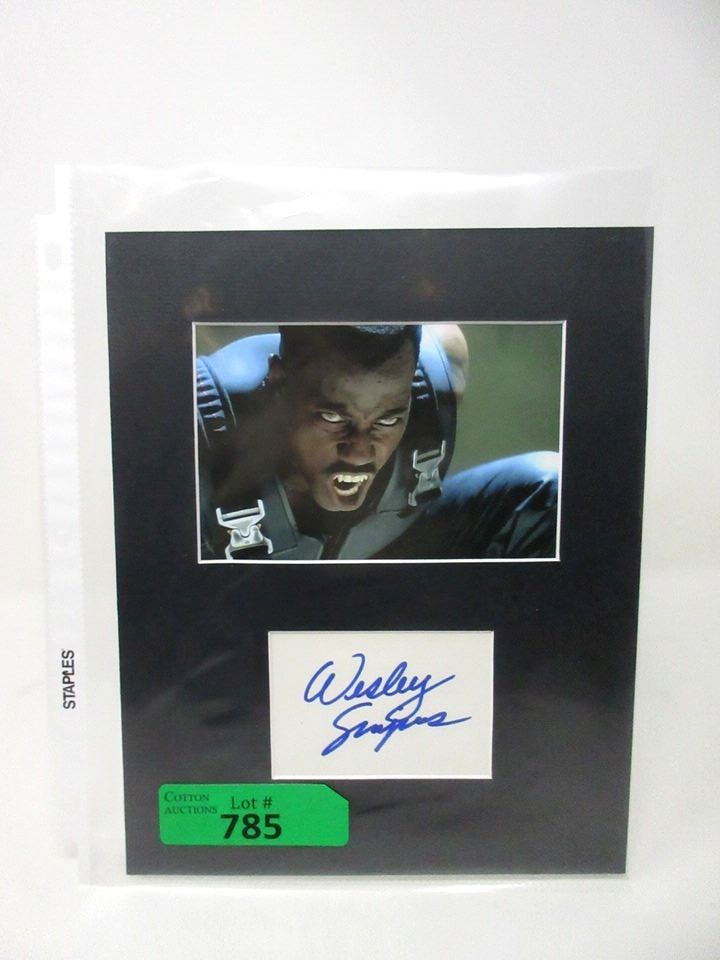 STAPLES
Wesley
Snipes
COTTON
AUCTIONS
Lot #
785